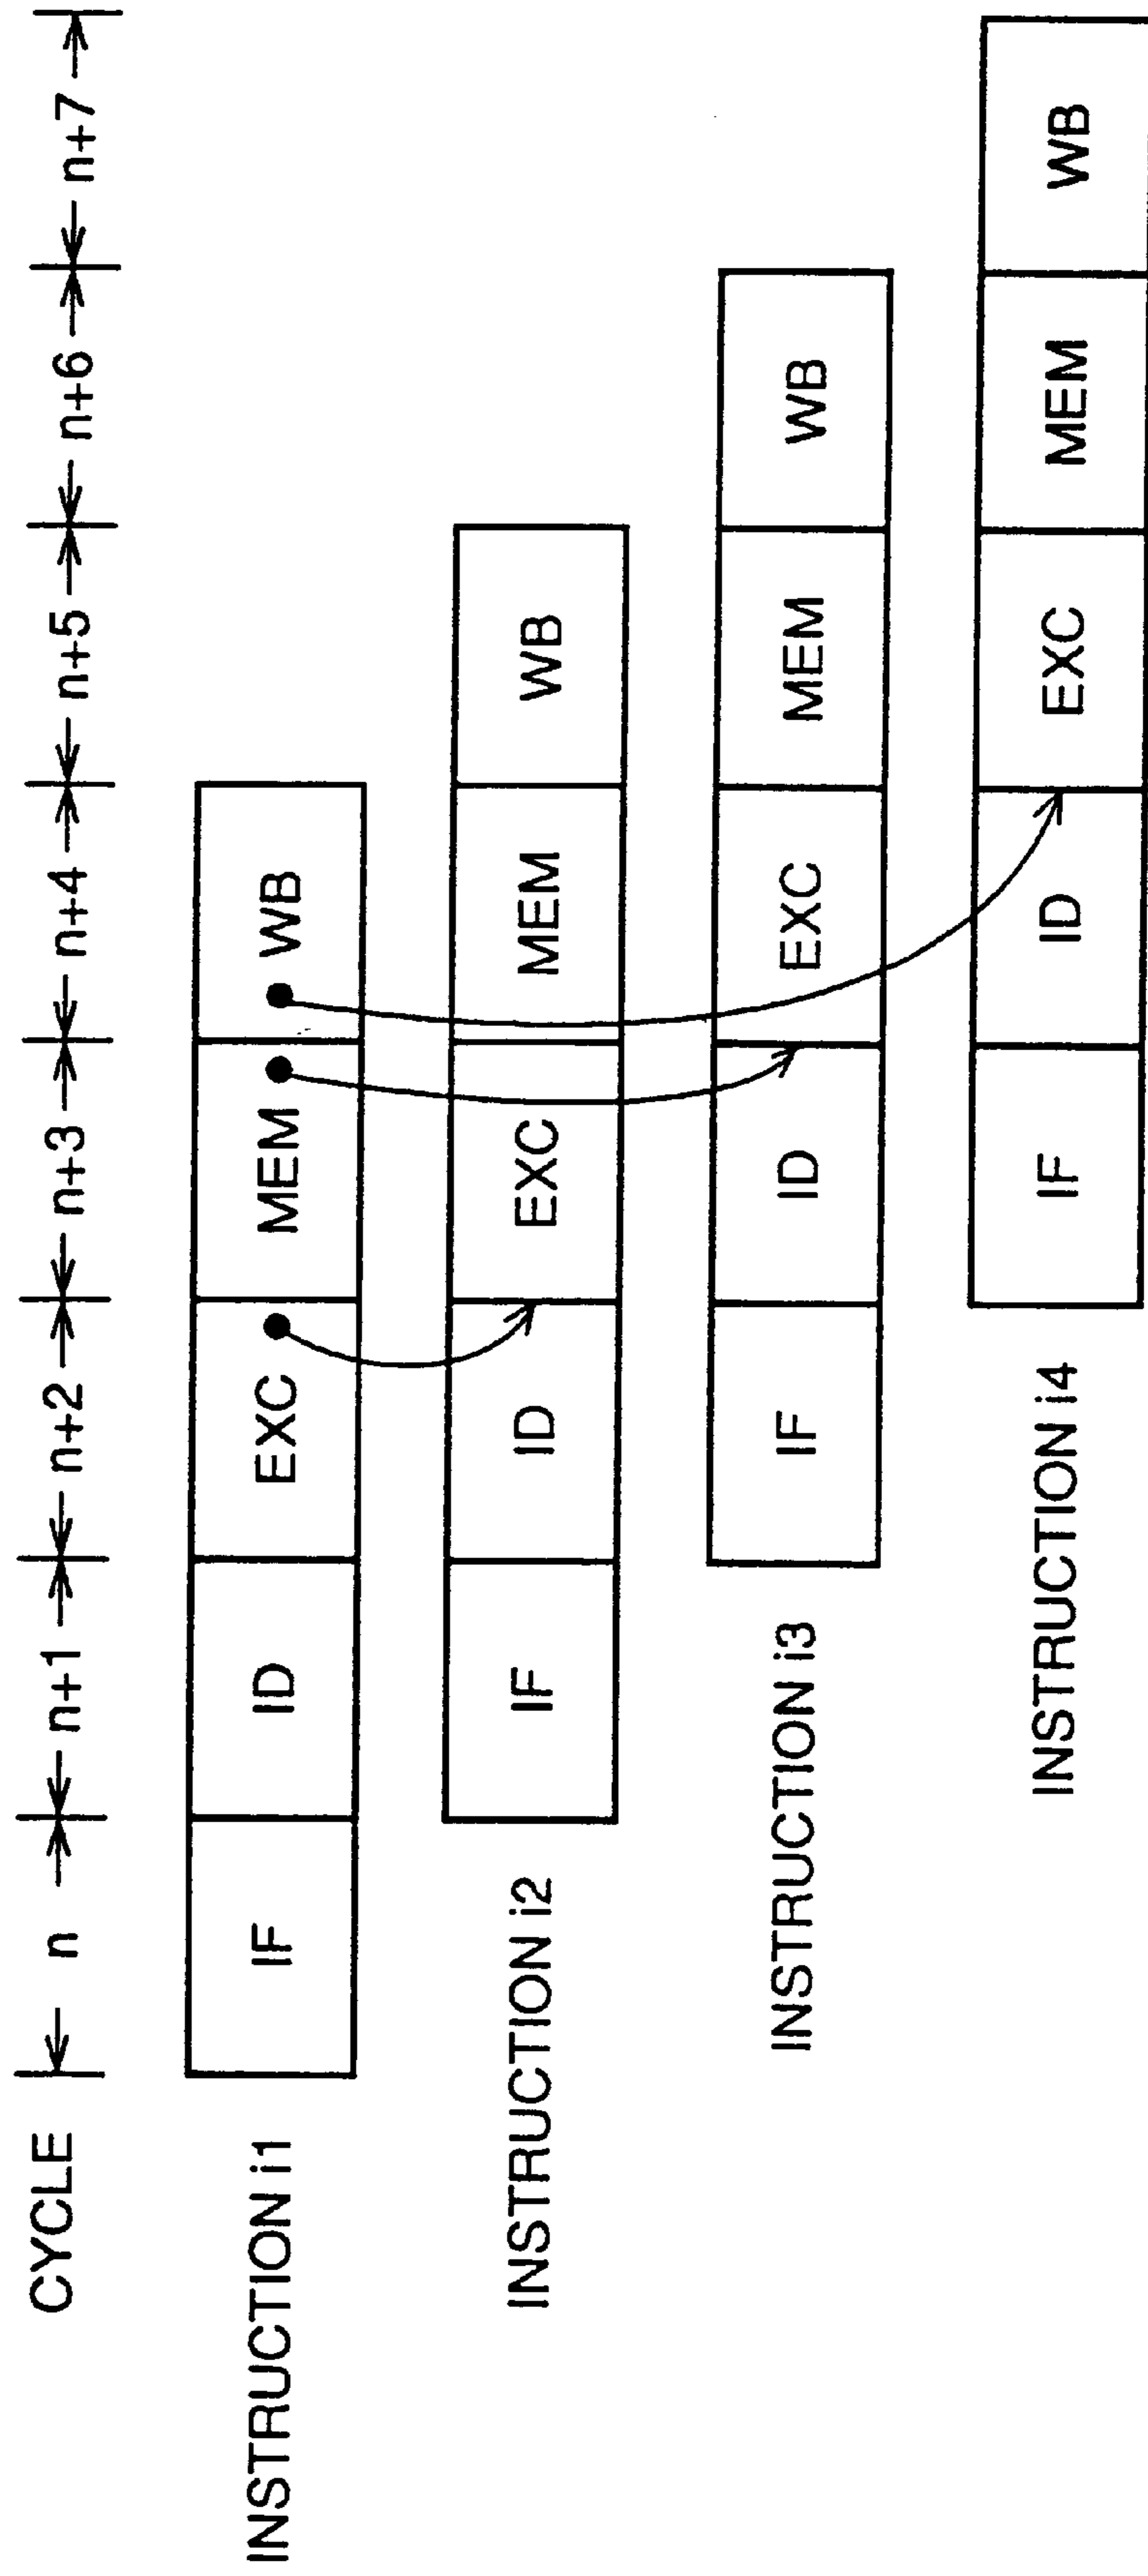 CYCLE n n+1 n+2 n+3 n+4 n+5 n+6 n+7
INSTRUCTION i1 IF ID EXC MEM WB
INSTRUCTION i2 IF ID EXC MEM WB
INSTRUCTION i3 IF ID EXC MEM WB
INSTRUCTION i4 IF ID EXC MEM WB